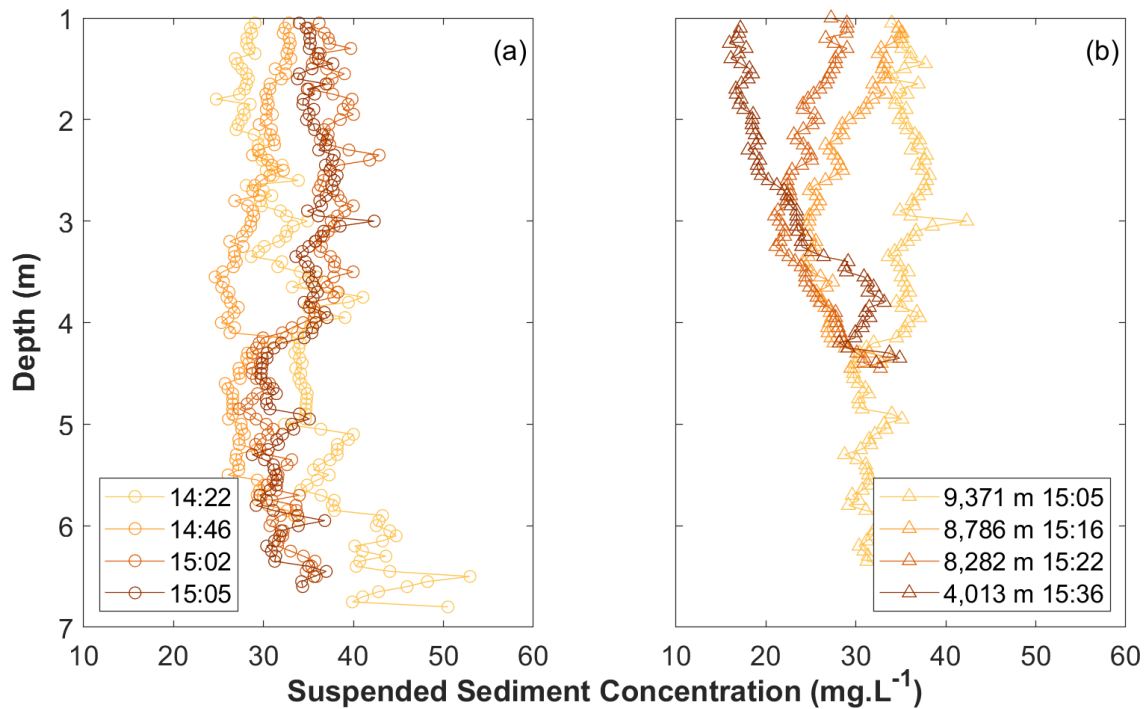 (a)
(b)
1
2
3
4
5
6
7
Depth (m)
14:22
14:46
15:02
15:05
9,371 m 15:05
8,786 m 15:16
8,282 m 15:22
4,013 m 15:36
10 20 30 40 50 60
10 20 30 40 50 60
Suspended Sediment Concentration (mg.L⁻¹)